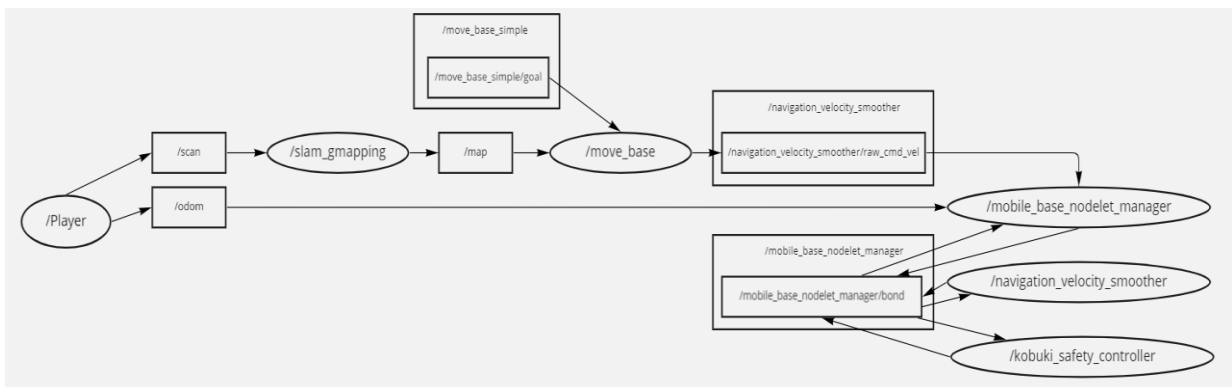 /move_base_simple
/move_base_simple/goal
/navigation_velocity_smoother
/scan
/slam_gmapping
/map
/move_base
/navigation_velocity_smoother/raw_cmd_vel
/Player
/odom
/mobile_base_nodelet_manager
/mobile_base_nodelet_manager
/mobile_base_nodelet_manager/bond
/navigation_velocity_smoother
/kobuki_safety_controller